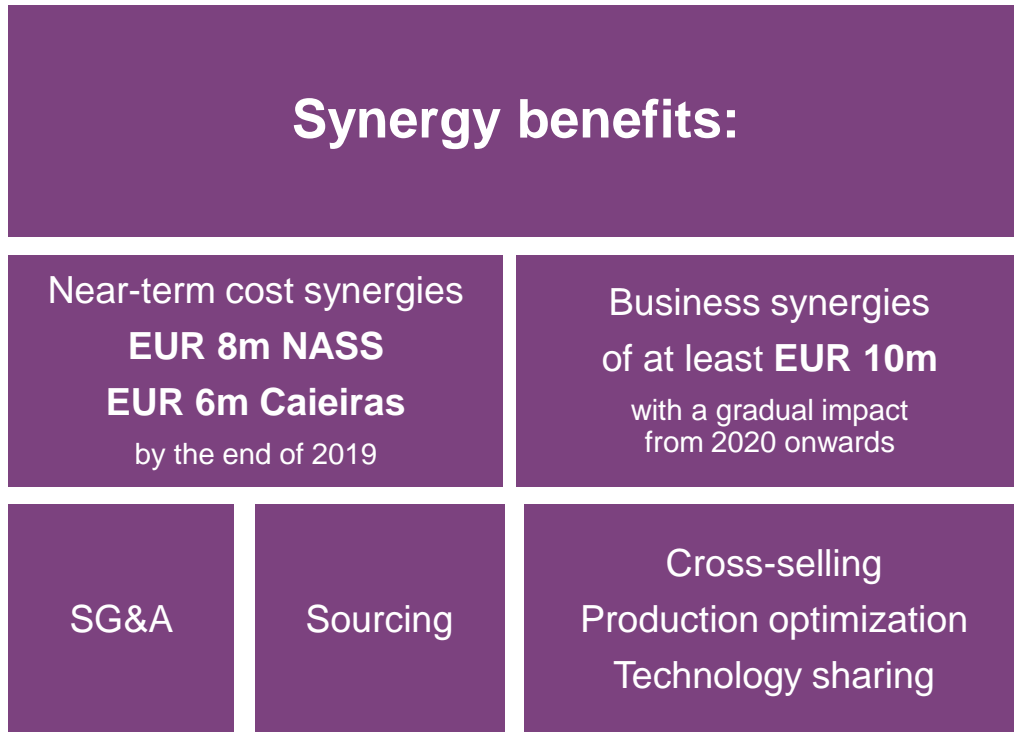 Synergy benefits:
Near-term cost synergies
EUR 8m NASS
EUR 6m Caieiras
by the end of 2019
Business synergies
of at least EUR 10m
with a gradual impact
from 2020 onwards
SG&A
Sourcing
Cross-selling
Production optimization
Technology sharing